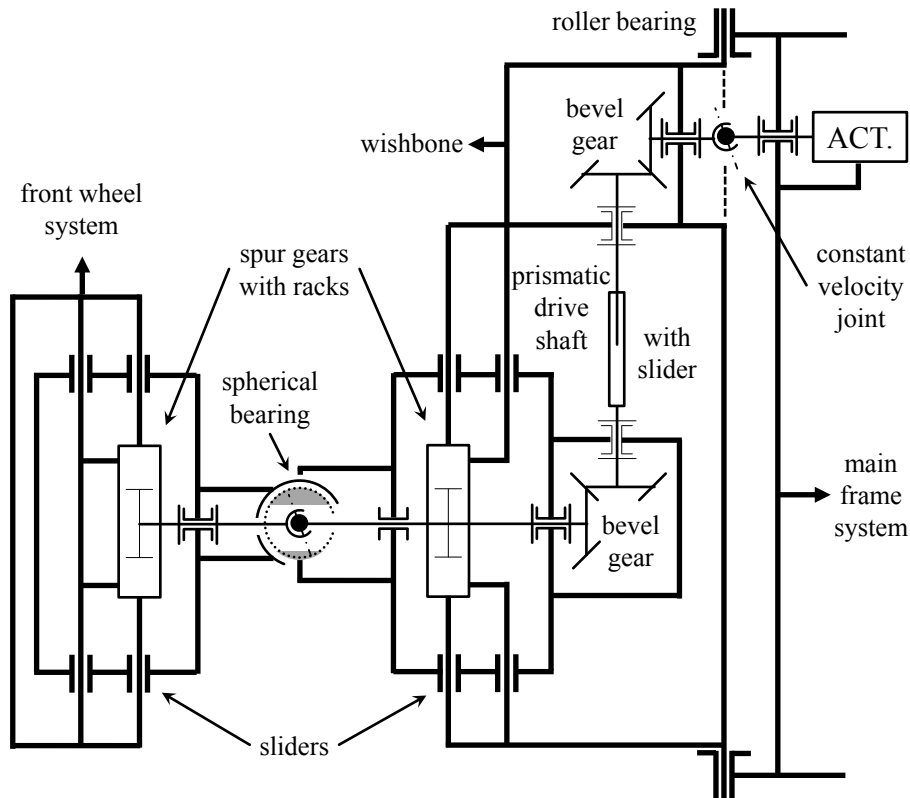 roller bearing
bevel
gear
ACT.
wishbone
front wheel
system
spur gears
with racks
constant
velocity
joint
prismatic
drive
shaft
with
slider
spherical
bearing
main
frame
system
bevel
gear
sliders